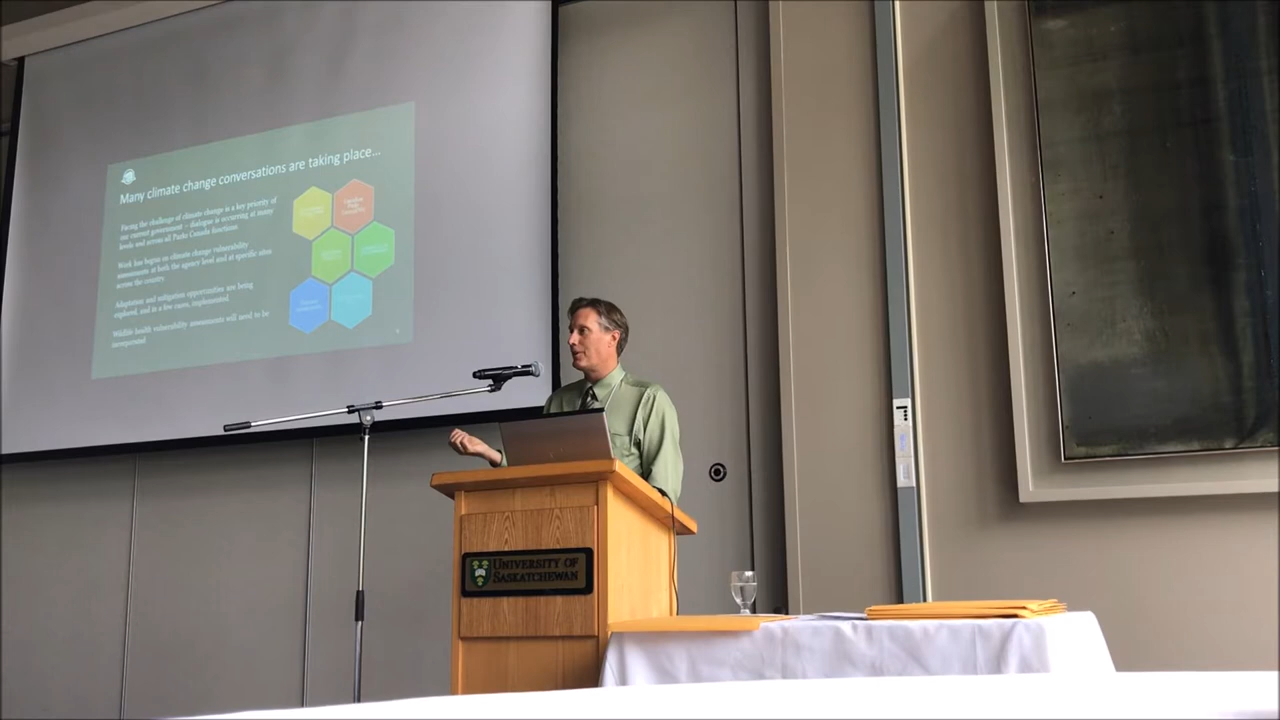 Many climate change conversations are taking place...
Facing the challenge of climate change is a key priority of
our current government – dialogue is occurring at many
levels and across all Parks Canada functions.
Work has begun on climate change vulnerability
assessments at both the agency level and at specific sites
across the country.
Adaptation and mitigation opportunities are being
explored, and in a few cases, implemented.
Wildlife health vulnerability assessments will need to be
incorporated
UNIVERSITY OF
SASKATCHEWAN